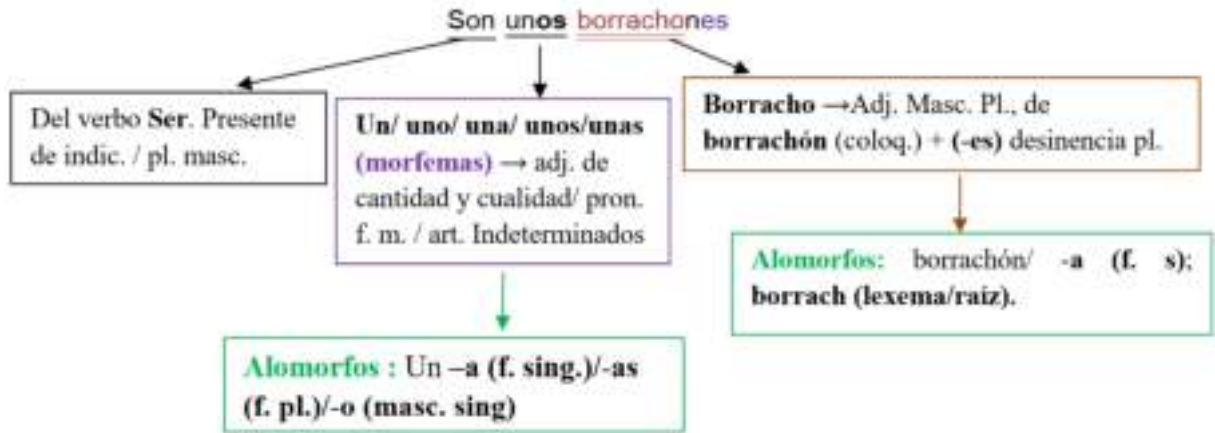 Son unos borrachones
Del verbo Ser. Presente
de indic. / pl. masc.
Un/ uno/ una/ unos/unas
(morfemas) → adj. de
cantidad y cualidad/ pron.
f. m. / art. Indeterminados
Borracho →Adj. Masc. Pl., de
borrachón (coloq.) + (-es) desinencia pl.
Alomorfos : Un –a (f. sing.)/-as
(f. pl.)/-o (masc. sing)
Alomorfos: borrachón/ -a (f. s);
borrach (lexema/raíz).